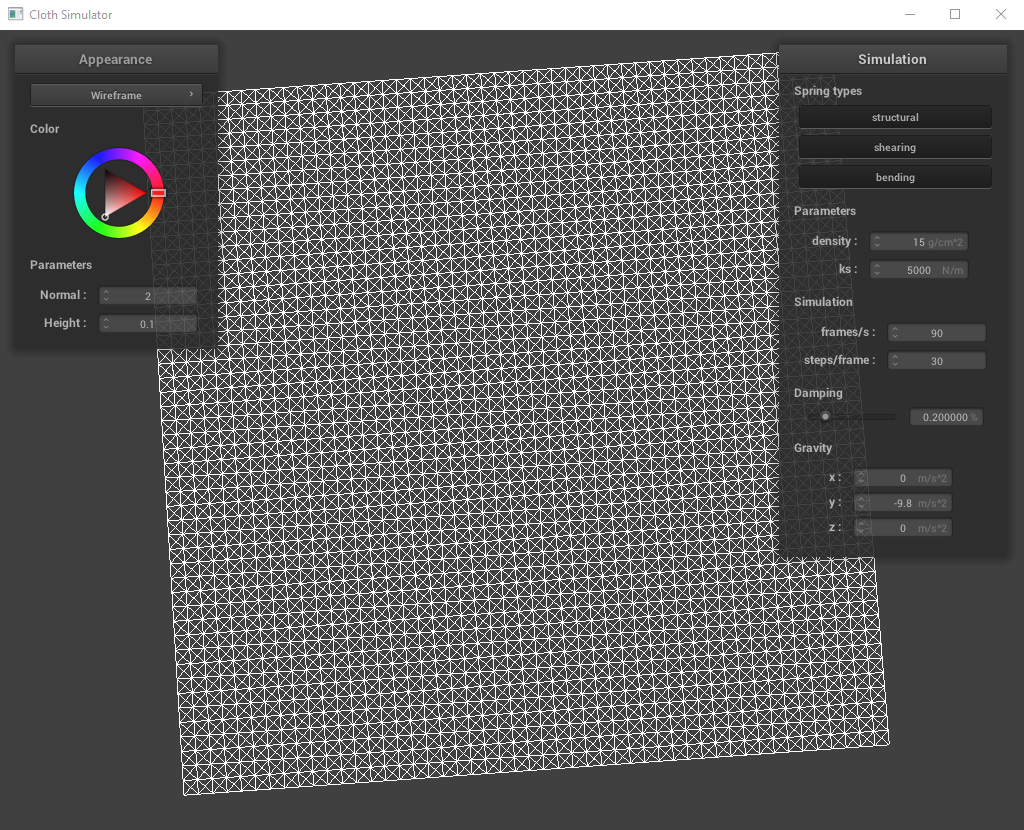 Cloth Simulator
Appearance
Wireframe
Color
Parameters
Normal : 2
Height : 0.1
Simulation
Spring types
structural
shearing
bending
Parameters
density : 15 g/cm^2
ks : 5000 N/m
Simulation
frames/s : 90
steps/frame : 30
Damping
0.200000 %
Gravity
x : 0 m/s^2
y : -9.8 m/s^2
z : 0 m/s^2